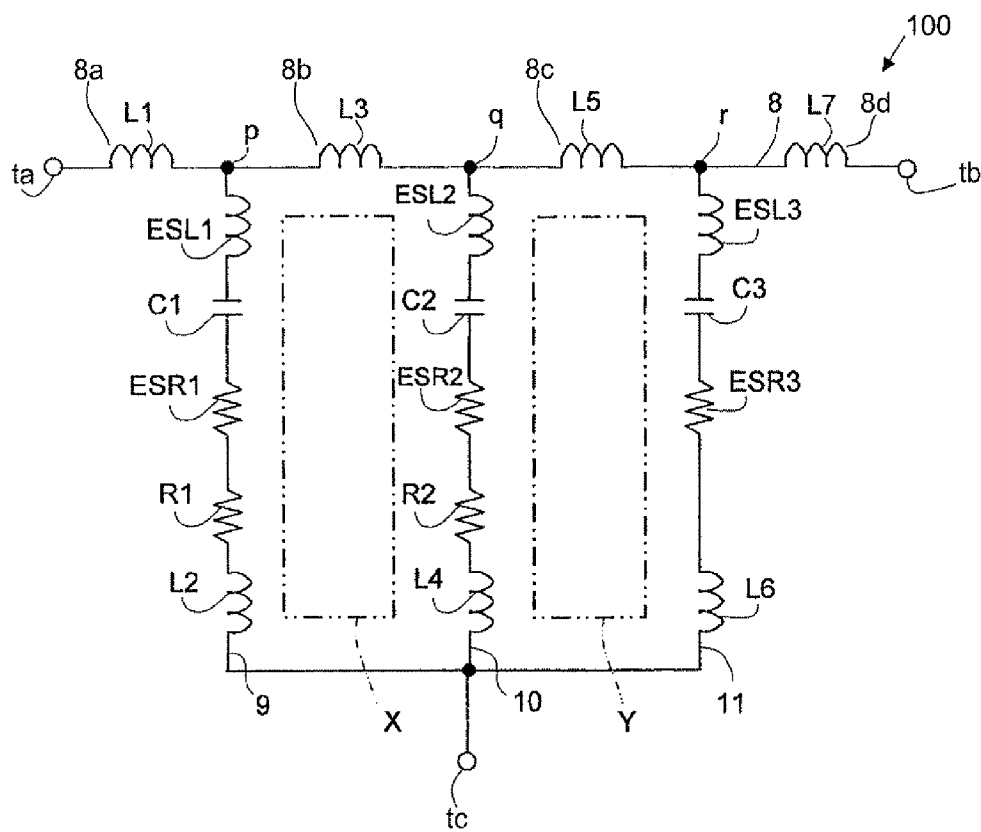 100
8a
8b
8c
L1
p
L3
q
L5
r
8
L7
8d
ta
tb
ESL1
ESL2
ESL3
C1
C2
C3
ESR1
ESR2
ESR3
R1
R2
L2
L4
L6
9
X
10
Y
11
tc